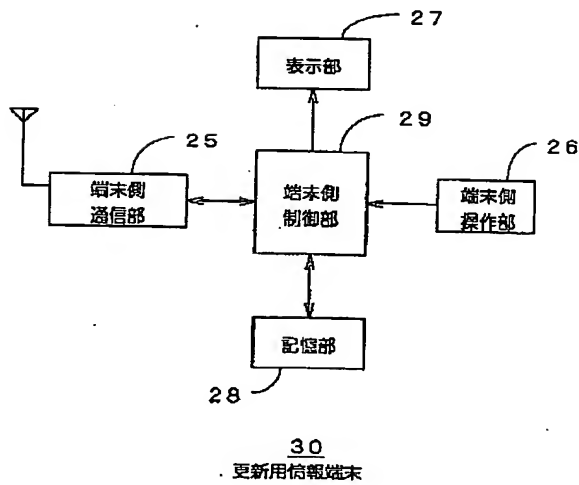 27
表示部
25
29
26
端末側
通信部
端末側
制御部
端末側
操作部
記憶部
28
30
更新用情報端末